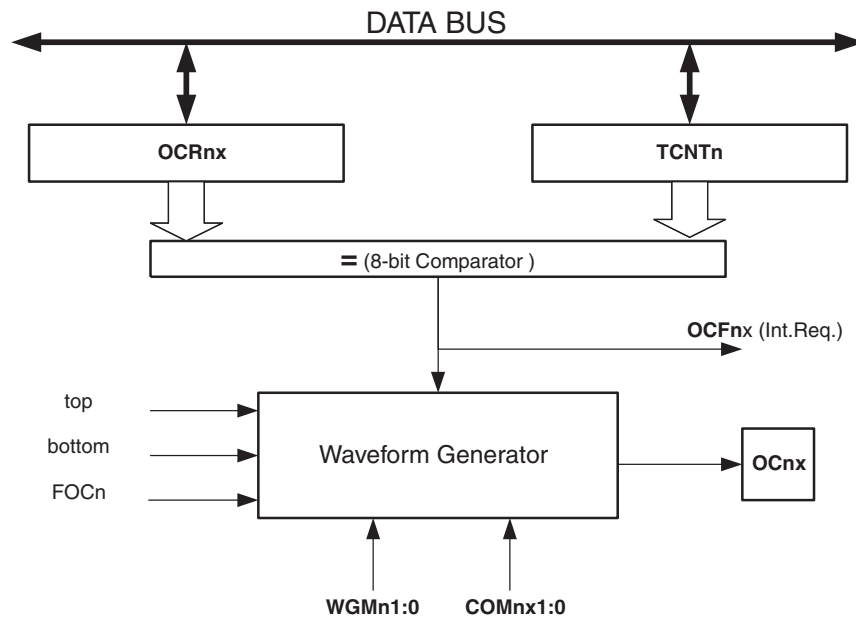 DATA BUS
OCRnx
TCNTn
= (8-bit Comparator )
OCFnx (Int.Req.)
top
bottom
FOCn
Waveform Generator
OCnx
WGMn1:0
COMnx1:0